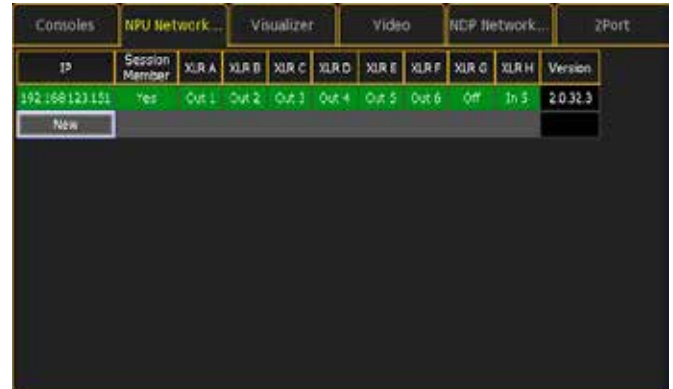 Consoles NPU Network... Visualizer Video NDP Network... 2Port
IP Session Member XLR A XLR B XLR C XLR D XLR E XLR F XLR G XLR H Version
192.168.123.151 Yes Out 1 Out 2 Out 3 Out 4 Out 5 Out 6 Off In 5 2.0.32.3
New